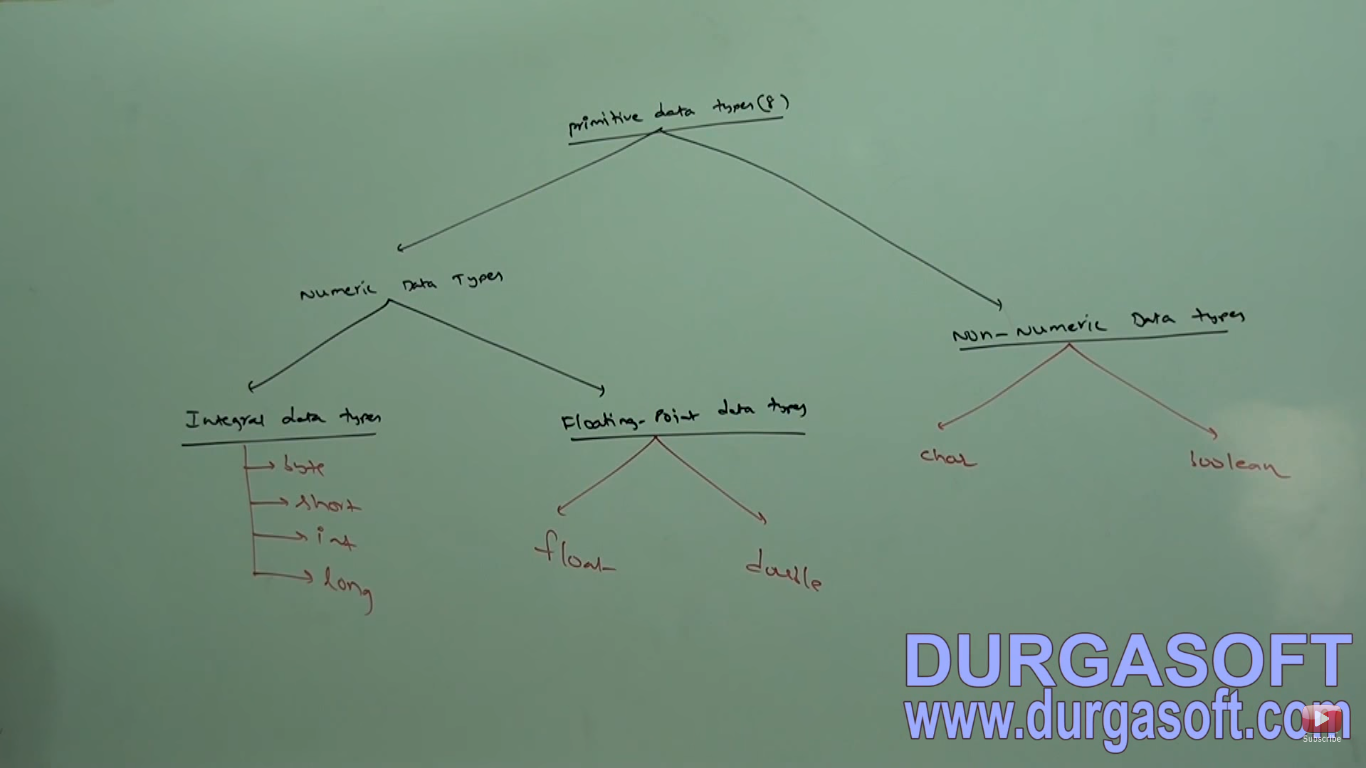 primitive data types(8)
Numeric Data Types
Non-Numeric Data types
Integral data types
Floating-Point data types
byte
short
int
long
float
double
char
boolean
DURGASOFT
www.durgasoft.com
Subscribe